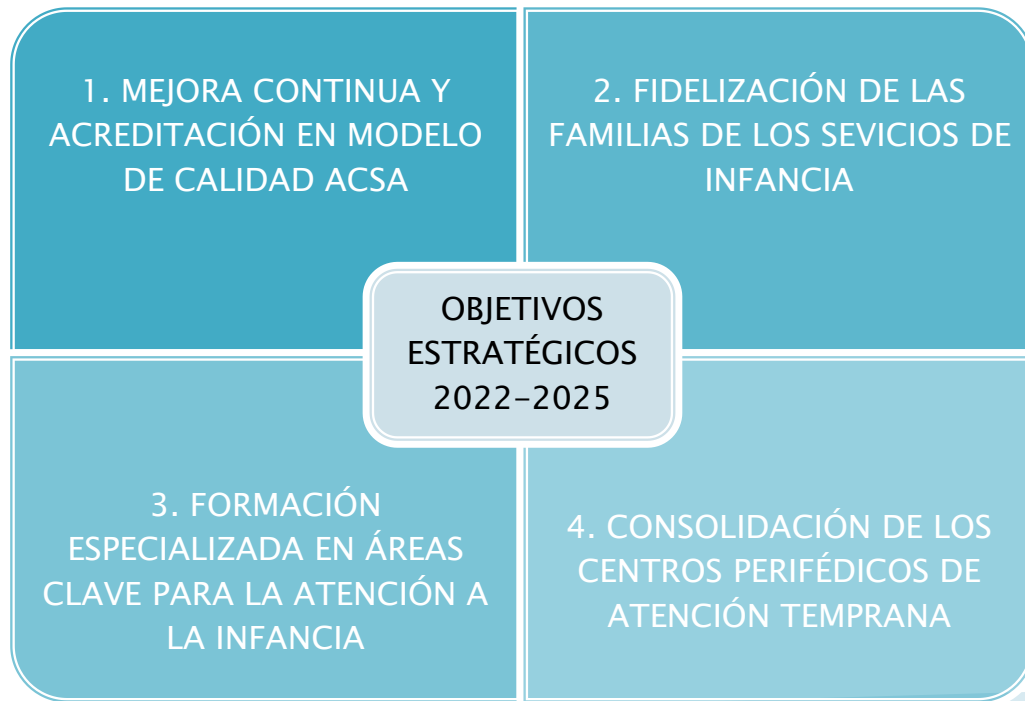 1. MEJORA CONTINUA Y
ACREDITACIÓN EN MODELO
DE CALIDAD ACSA
2. FIDELIZACIÓN DE LAS
FAMILIAS DE LOS SEVICIOS DE
INFANCIA
OBJETIVOS
ESTRATÉGICOS
2022-2025
3. FORMACIÓN
ESPECIALIZADA EN ÁREAS
CLAVE PARA LA ATENCIÓN A
LA INFANCIA
4. CONSOLIDACIÓN DE LOS
CENTROS PERIFÉDICOS DE
ATENCIÓN TEMPRANA